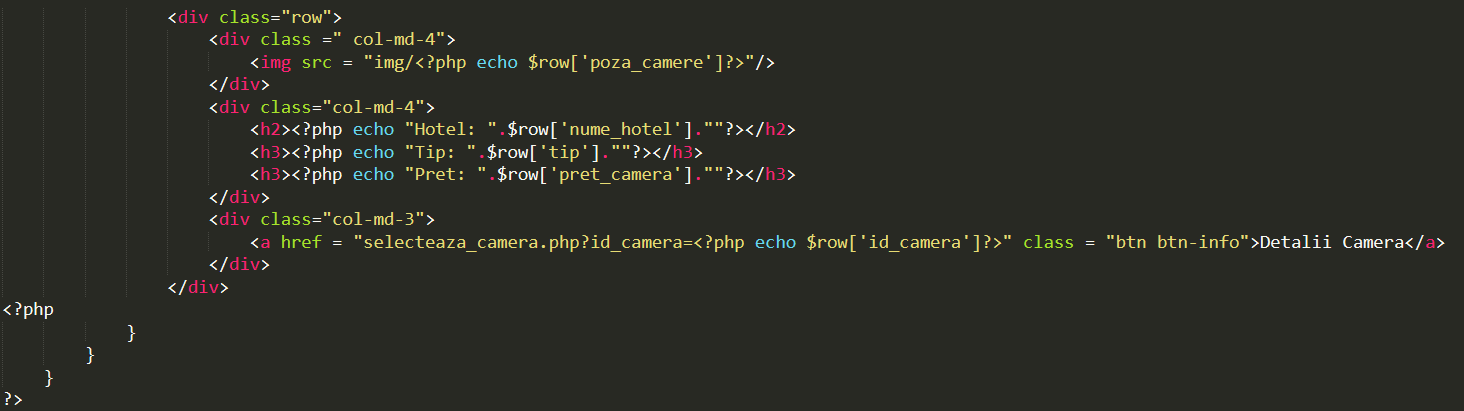 <div class="row">
<div class =" col-md-4">
<img src = "img/<?php echo $row['poza_camere']?>"/>
</div>
<div class="col-md-4">
<h2><?php echo "Hotel: ".$row['nume_hotel'].""?></h2>
<h3><?php echo "Tip: ".$row['tip'].""?></h3>
<h3><?php echo "Pret: ".$row['pret_camera'].""?></h3>
</div>
<div class="col-md-3">
<a href = "selecteaza_camera.php?id_camera=<?php echo $row['id_camera']?>" class = "btn btn-info">Detalii Camera</a>
</div>
</div>
<?php
}
}
}
?>